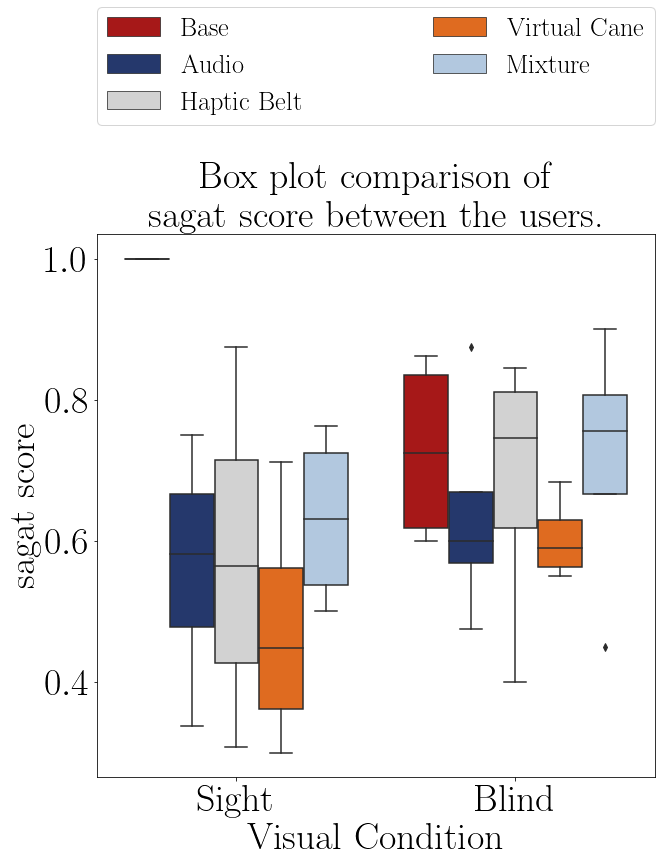 Base
Audio
Haptic Belt
Virtual Cane
Mixture
Box plot comparison of
sagat score between the users.
1.0
0.8
0.6
0.4
sagat score
Sight
Blind
Visual Condition